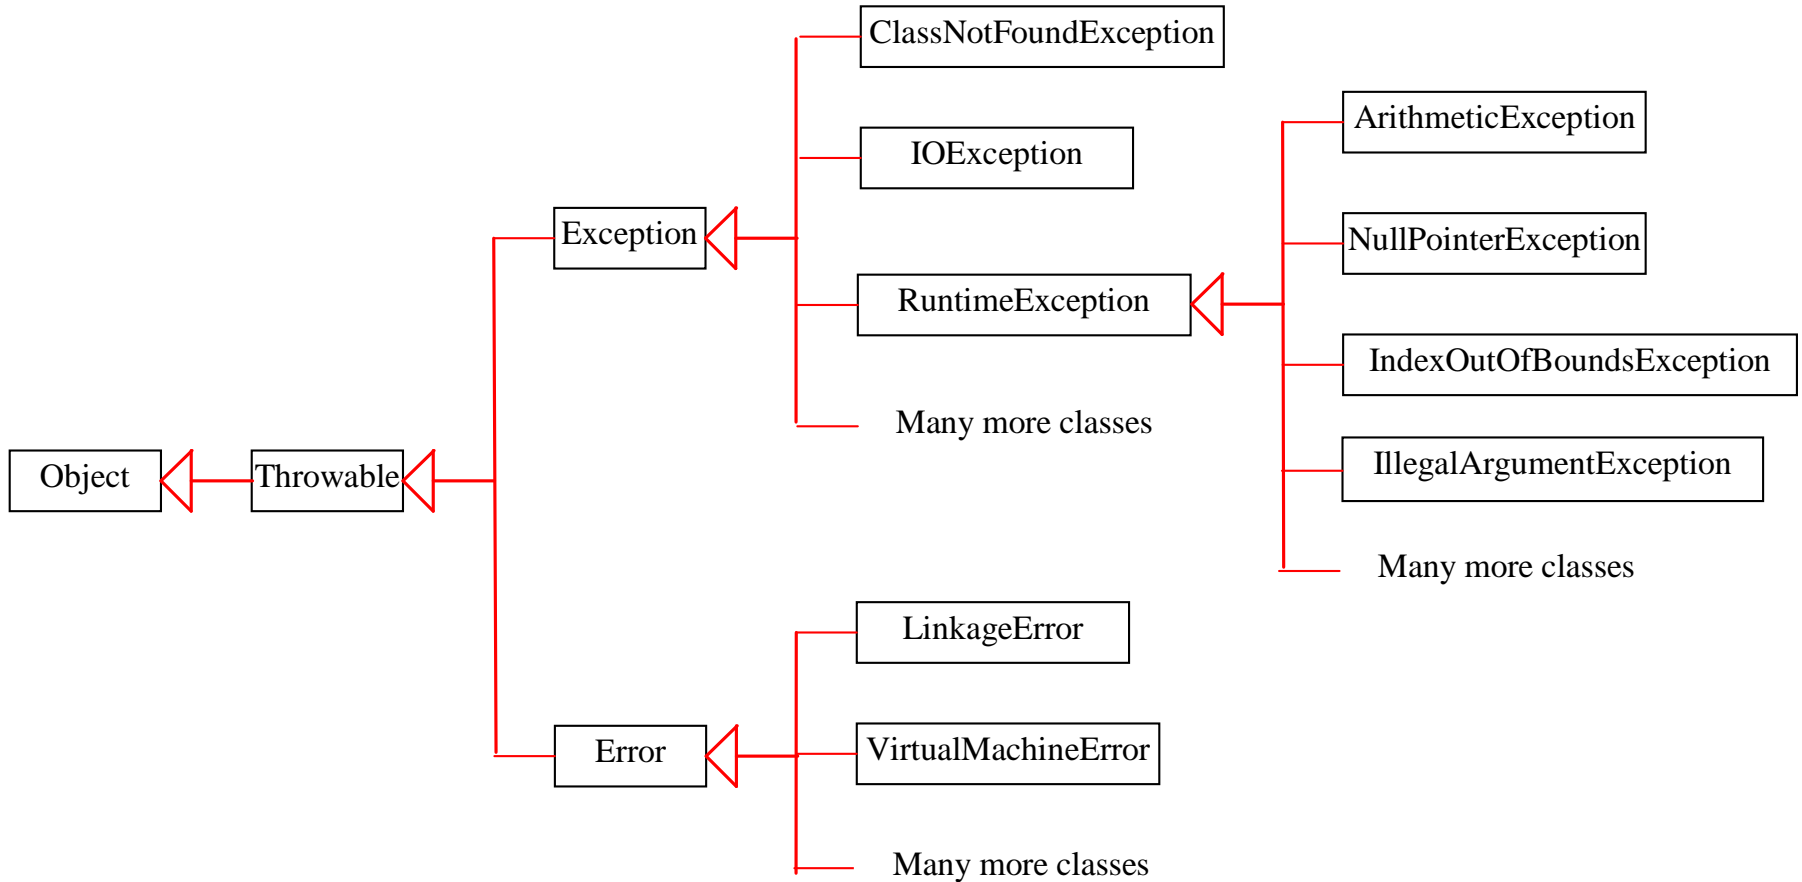 ClassNotFoundException
ArithmeticException
IOException
NullPointerException
Exception
RuntimeException
IndexOutOfBoundsException
Many more classes
IllegalArgumentException
Object
Throwable
Many more classes
LinkageError
Error
VirtualMachineError
Many more classes